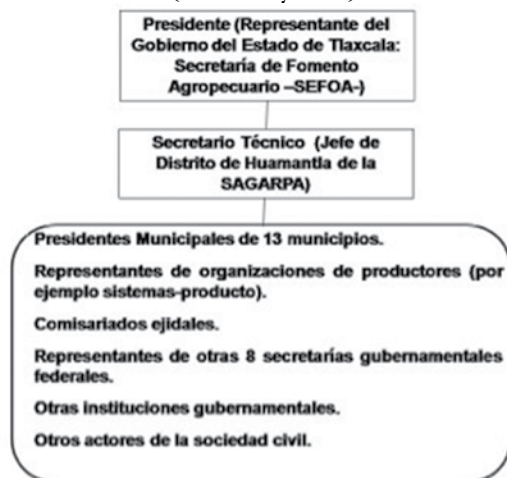 Presidente (Representante del
Gobierno del Estado de Tlaxcala:
Secretaría de Fomento
Agropecuario –SEFOA-)
Secretario Técnico (Jefe de
Distrito de Huamantla de la
SAGARPA)
Presidentes Municipales de 13 municipios.
Representantes de organizaciones de productores (por
ejemplo sistemas-producto).
Comisariados ejidales.
Representantes de otras 8 secretarías gubernamentales
federales.
Otras instituciones gubernamentales.
Otros actores de la sociedad civil.